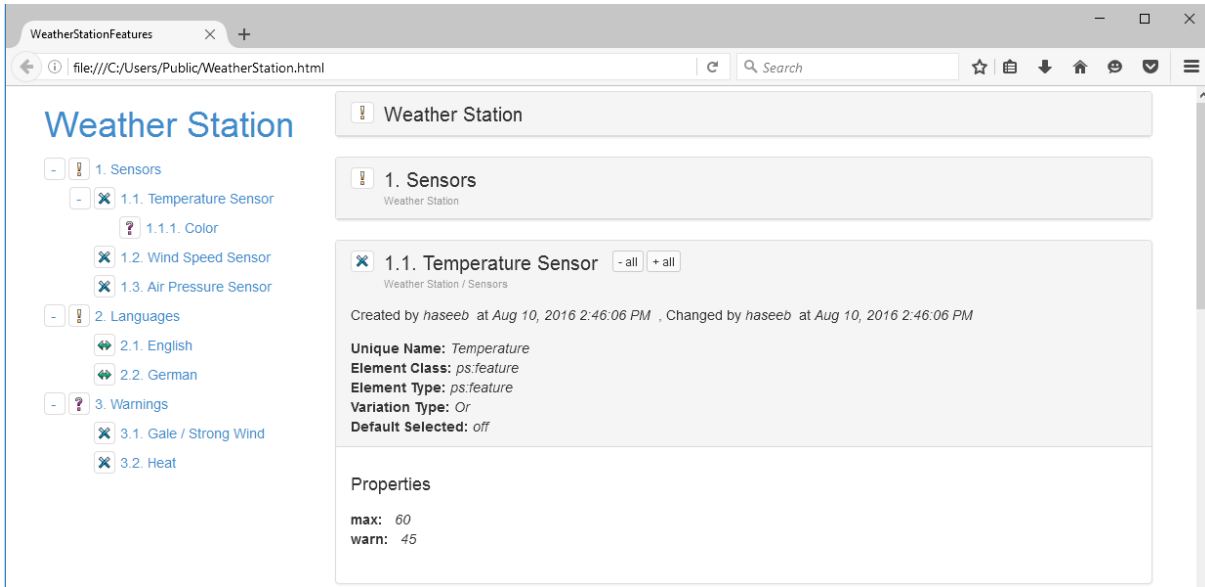 WeatherStationFeatures
file:///C:/Users/Public/WeatherStation.html
Search
Weather Station
- ! 1. Sensors
- 1.1. Temperature Sensor
? 1.1.1. Color
1.2. Wind Speed Sensor
1.3. Air Pressure Sensor
- ! 2. Languages
2.1. English
2.2. German
- ? 3. Warnings
3.1. Gale / Strong Wind
3.2. Heat
! Weather Station
! 1. Sensors
Weather Station
1.1. Temperature Sensor - all + all
Weather Station / Sensors
Created by haseeb at Aug 10, 2016 2:46:06 PM , Changed by haseeb at Aug 10, 2016 2:46:06 PM
Unique Name: Temperature
Element Class: ps:feature
Element Type: ps:feature
Variation Type: Or
Default Selected: off
Properties
max: 60
warn: 45